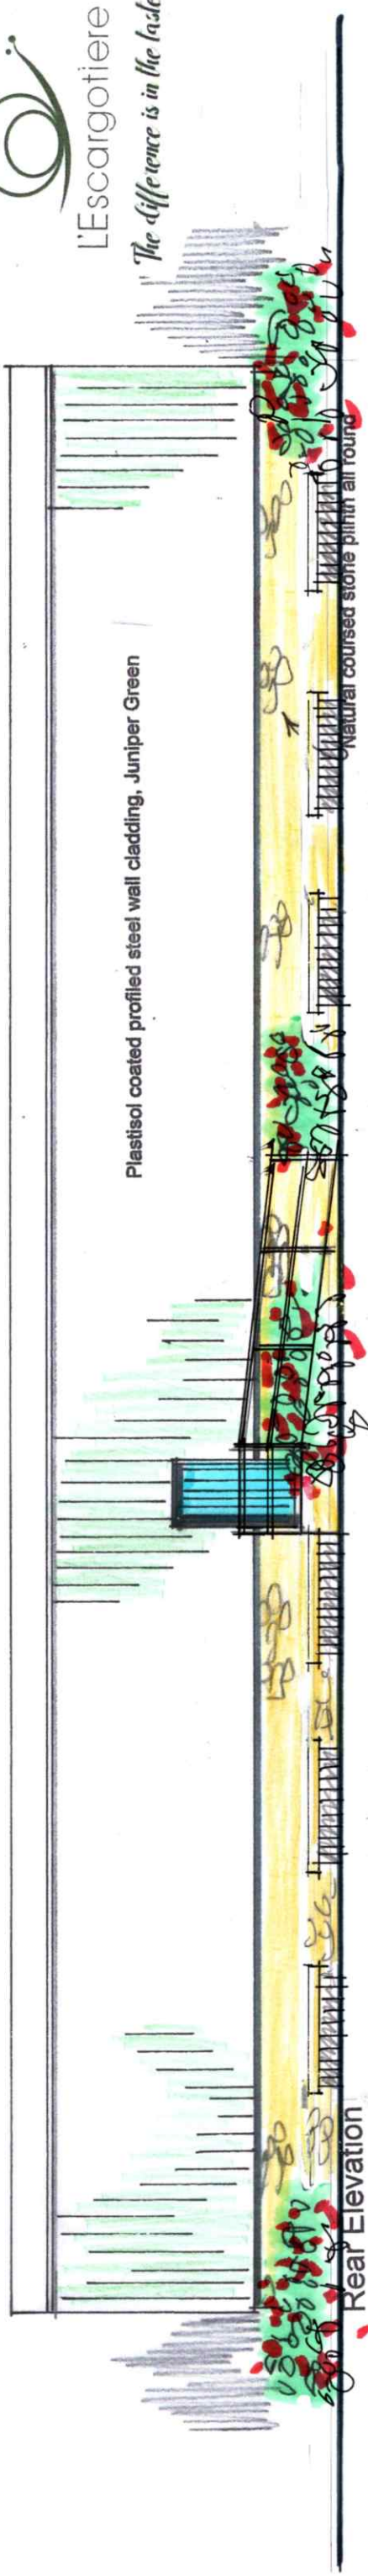 L'Escargotiere
The difference is in the taste
Plastisol coated profiled steel wall cladding, Juniper Green
Natural coursed stone plinth all round
Rear Elevation